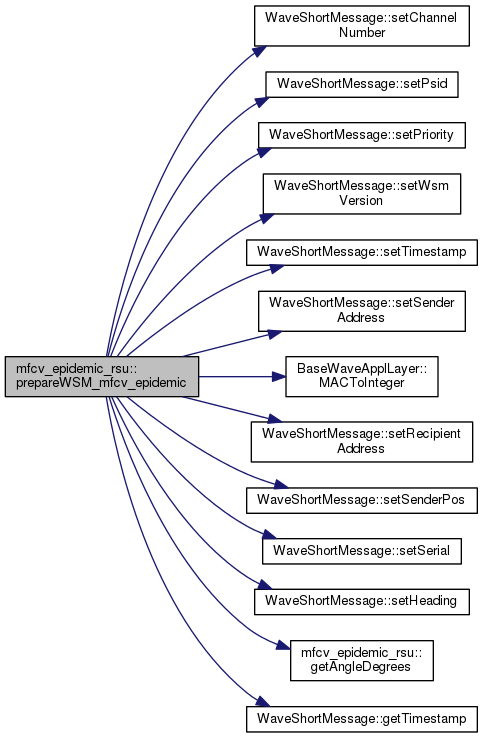 WaveShortMessage::setChannel
Number
WaveShortMessage::setPsid
WaveShortMessage::setPriority
WaveShortMessage::setWsm
Version
WaveShortMessage::setTimestamp
WaveShortMessage::setSender
Address
mfcv_epidemic_rsu::
prepareWSM_mfcv_epidemic
BaseWaveApplLayer::
MACToInteger
WaveShortMessage::setRecipient
Address
WaveShortMessage::setSenderPos
WaveShortMessage::setSerial
WaveShortMessage::setHeading
mfcv_epidemic_rsu::
getAngleDegrees
WaveShortMessage::getTimestamp